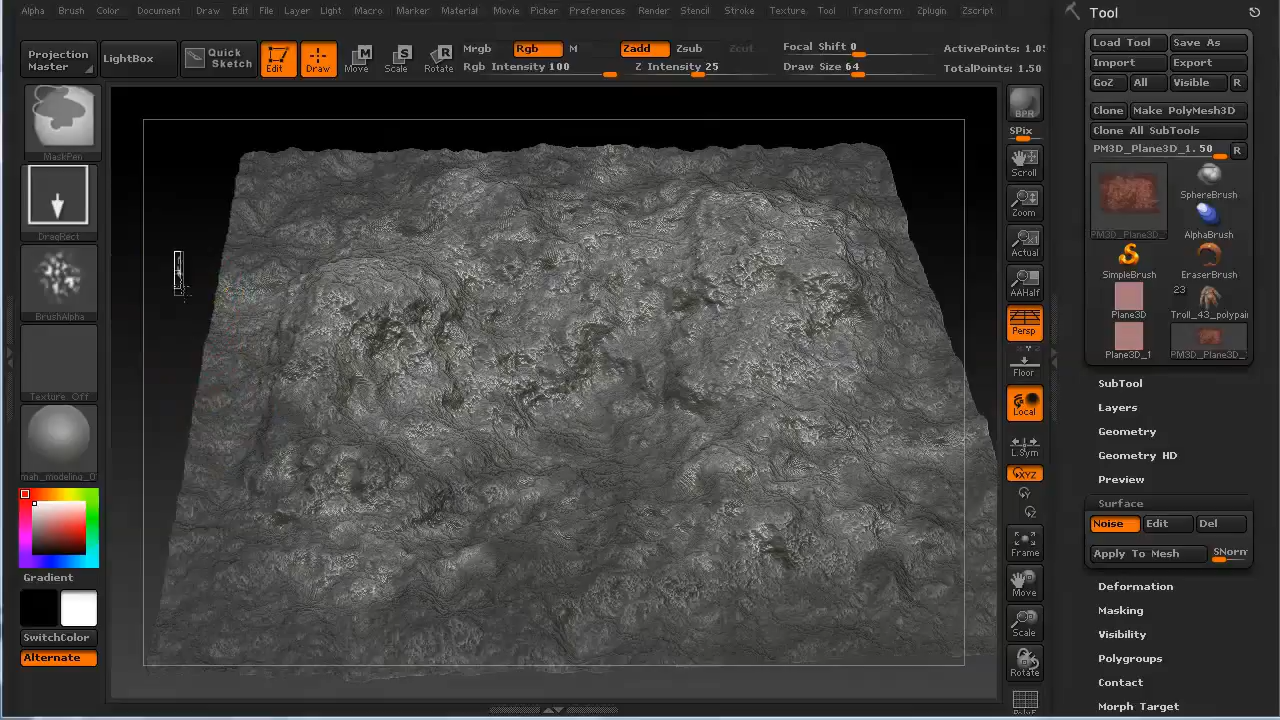 Alpha Brush Color Document Draw Edit File Layer Light Macro Marker Material Movie Picker Preferences Render Stencil Stroke Texture Tool Transform Zplugin Zscript
Tool
Projection Master
LightBox
Quick Sketch
Edit
Draw
Move
Scale
Rotate
Mrgb Rgb M
Rgb Intensity 100
Zadd Zsub Zcut
Z Intensity 25
Focal Shift 0
Draw Size 64
ActivePoints: 1.05
TotalPoints: 1.50
MaskPen
DragRect
BrushAlpha
Texture Off
Gradient
SwitchColor
Alternate
BPR
SPix
Scroll
Zoom
Actual
AAHalf
Persp
Floor
Local
L.Sym
XYZ
Frame
Move
Scale
Rotate
Load Tool Save As
Import Export
GoZ All Visible R
Clone Make PolyMesh3D
Clone All SubTools
PM3D_Plane3D_1. 50 R
PM3D_Plane3D_
SphereBrush
AlphaBrush
SimpleBrush EraserBrush
23
Plane3D Troll_43_polypai
Plane3D_1 PM3D_Plane3D_
SubTool
Layers
Geometry
Geometry HD
Preview
Surface
Noise Edit Del
Apply To Mesh SNorm
Deformation
Masking
Visibility
Polygroups
Contact
Morph Target